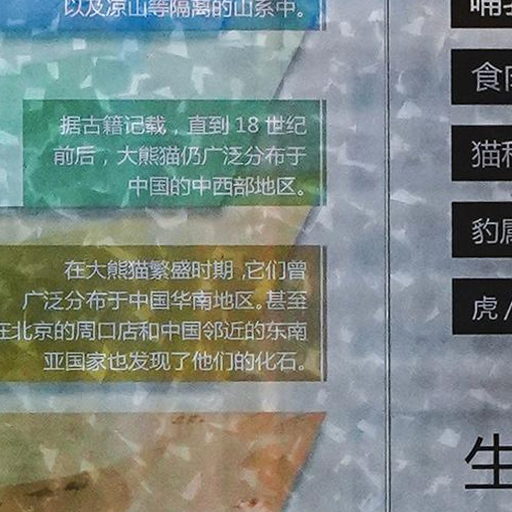 以及凉山等隔离的山系中。
据古籍记载，直到 18 世纪
前后，大熊猫仍广泛分布于
中国的中西部地区。
在大熊猫繁盛时期，它们曾
广泛分布于中国华南地区。甚至
在北京的周口店和中国邻近的东南
亚国家也发现了他们的化石。
哺
食肉
猫科
豹属
虎 /
生